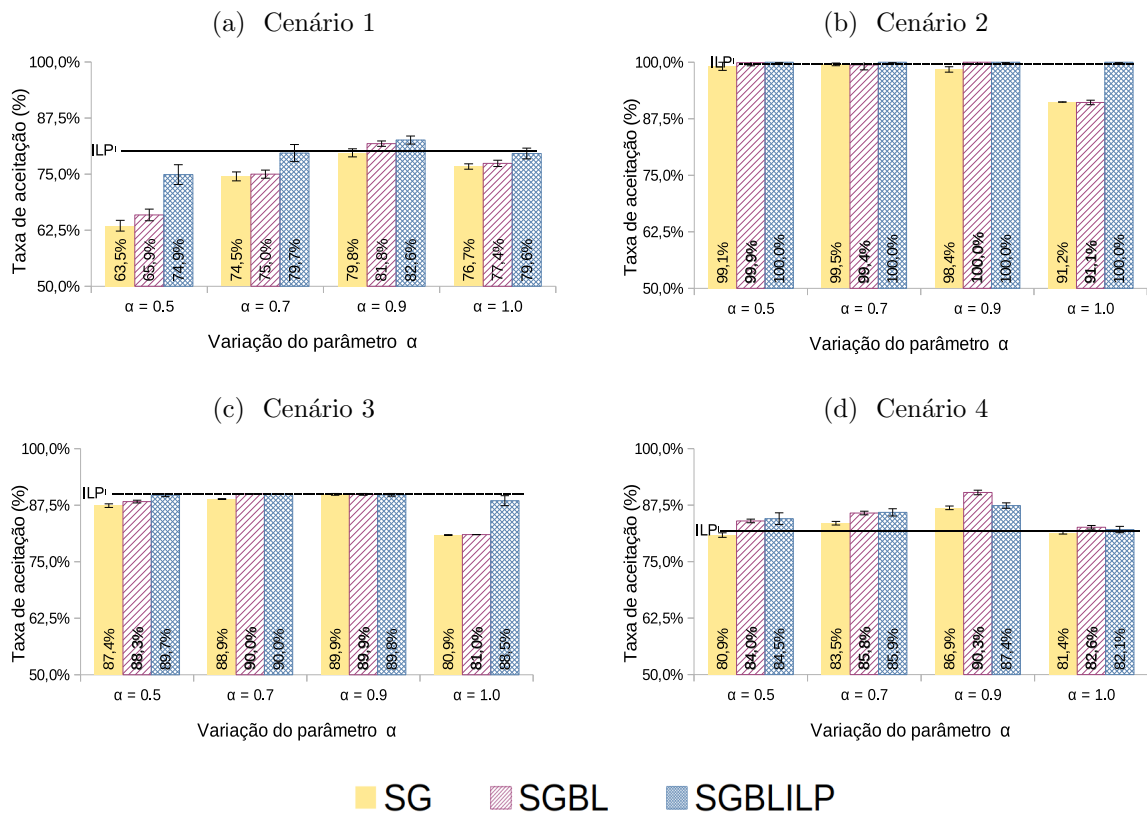 (a) Cenário 1
Taxa de aceitação (%)
100,0%
87,5%
75,0%
62,5%
50,0%
ILP
63,5%
65,9%
74,9%
74,5%
75,0%
79,7%
79,8%
81,8%
82,6%
76,7%
77,4%
79,6%
α = 0.5
α = 0.7
α = 0.9
α = 1.0
Variação do parâmetro α
(b) Cenário 2
Taxa de aceitação (%)
100,0%
87,5%
75,0%
62,5%
50,0%
ILP
99,1%
99,9%
100,0%
99,5%
99,4%
100,0%
98,4%
100,0%
100,0%
91,2%
91,1%
100,0%
α = 0.5
α = 0.7
α = 0.9
α = 1.0
Variação do parâmetro α
(c) Cenário 3
Taxa de aceitação (%)
100,0%
87,5%
75,0%
62,5%
50,0%
ILP
87,4%
88,3%
89,7%
88,9%
90,0%
90,0%
89,9%
89,9%
89,8%
80,9%
81,0%
88,5%
α = 0.5
α = 0.7
α = 0.9
α = 1.0
Variação do parâmetro α
(d) Cenário 4
Taxa de aceitação (%)
100,0%
87,5%
75,0%
62,5%
50,0%
ILP
80,9%
84,0%
84,5%
83,5%
85,8%
85,9%
86,9%
90,3%
87,4%
81,4%
82,6%
82,1%
α = 0.5
α = 0.7
α = 0.9
α = 1.0
Variação do parâmetro α
SG
SGBL
SGBLILP